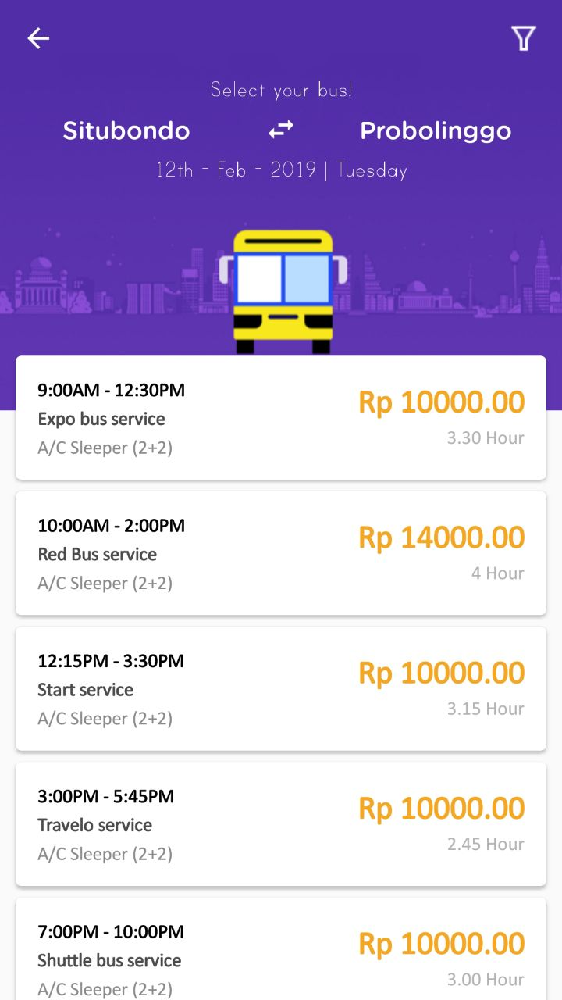 Select your bus!
Situbondo Probolinggo
12th - Feb - 2019 | Tuesday
9:00AM - 12:30PM
Expo bus service
A/C Sleeper (2+2)
Rp 10000.00
3.30 Hour
10:00AM - 2:00PM
Red Bus service
A/C Sleeper (2+2)
Rp 14000.00
4 Hour
12:15PM - 3:30PM
Start service
A/C Sleeper (2+2)
Rp 10000.00
3.15 Hour
3:00PM - 5:45PM
Travelo service
A/C Sleeper (2+2)
Rp 10000.00
2.45 Hour
7:00PM - 10:00PM
Shuttle bus service
A/C Sleeper (2+2)
Rp 10000.00
3.00 Hour